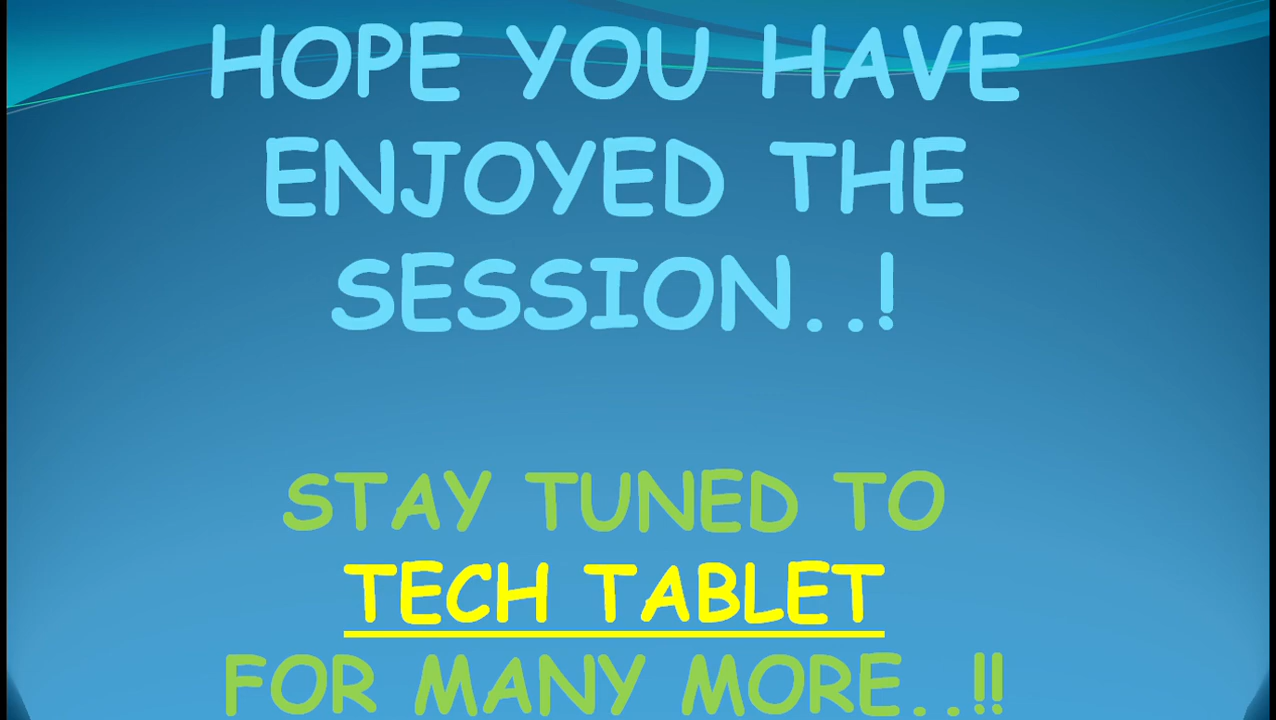 HOPE YOU HAVE
ENJOYED THE
SESSION..!
STAY TUNED TO
TECH TABLET
FOR MANY MORE..!!